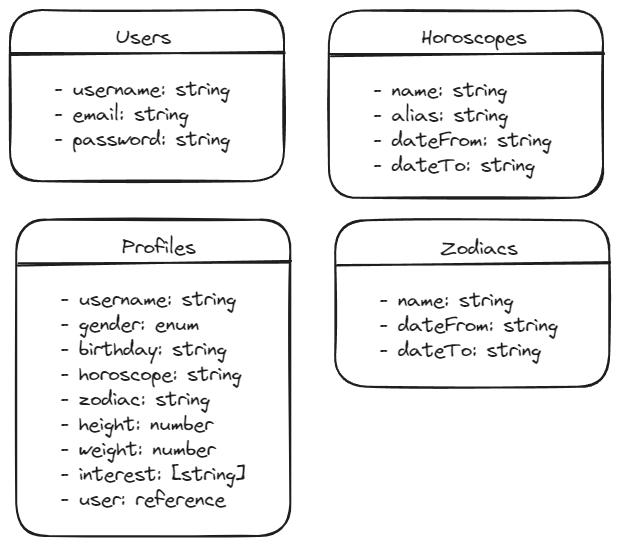 Users
- username: string
- email: string
- password: string
Horoscopes
- name: string
- alias: string
- dateFrom: string
- dateTo: string
Profiles
- username: string
- gender: enum
- birthday: string
- horoscope: string
- zodiac: string
- height: number
- weight: number
- interest: [string]
- user: reference
Zodiacs
- name: string
- dateFrom: string
- dateTo: string